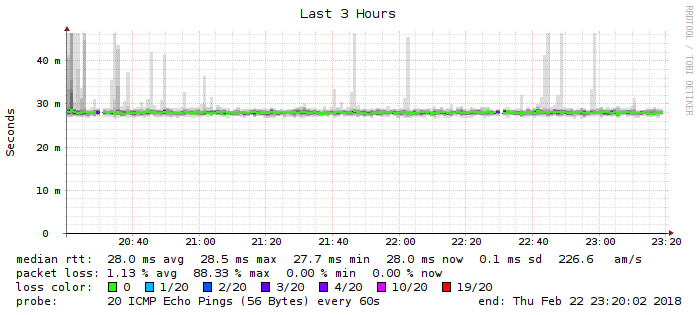 Last 3 Hours
RRDTOOL / TOBI OETIKER
Seconds
40 m
30 m
20 m
10 m
0
20:40 21:00 21:20 21:40 22:00 22:20 22:40 23:00 23:20
median rtt: 28.0 ms avg 28.5 ms max 27.7 ms min 28.0 ms now 0.1 ms sd 226.6 am/s
packet loss: 1.13 % avg 88.33 % max 0.00 % min 0.00 % now
loss color: 0 1/20 2/20 3/20 4/20 10/20 19/20
probe: 20 ICMP Echo Pings (56 Bytes) every 60s end: Thu Feb 22 23:20:02 2018